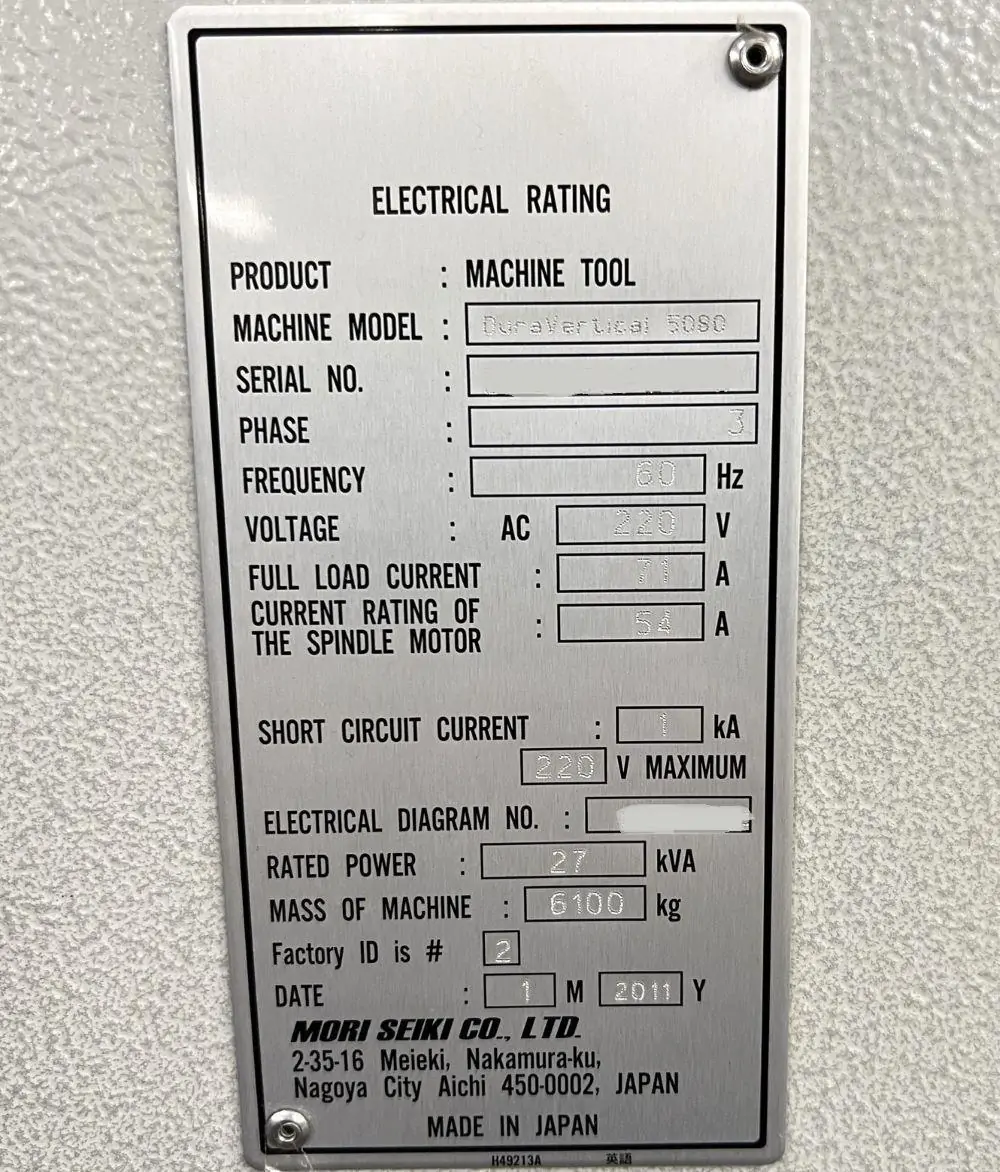 ELECTRICAL RATING
PRODUCT : MACHINE TOOL
MACHINE MODEL : DuraVertical 5080
SERIAL NO. :
PHASE : 3
FREQUENCY : 60 Hz
VOLTAGE : AC 220 V
FULL LOAD CURRENT : 71 A
CURRENT RATING OF
THE SPINDLE MOTOR : 54 A
SHORT CIRCUIT CURRENT : 1 kA
220 V MAXIMUM
ELECTRICAL DIAGRAM NO. :
RATED POWER : 27 kVA
MASS OF MACHINE : 6100 kg
Factory ID is # 2
DATE : 1 M 2011 Y
MORI SEIKI CO., LTD.
2-35-16 Meieki, Nakamura-ku,
Nagoya City Aichi 450-0002, JAPAN
MADE IN JAPAN
H49213A 英語